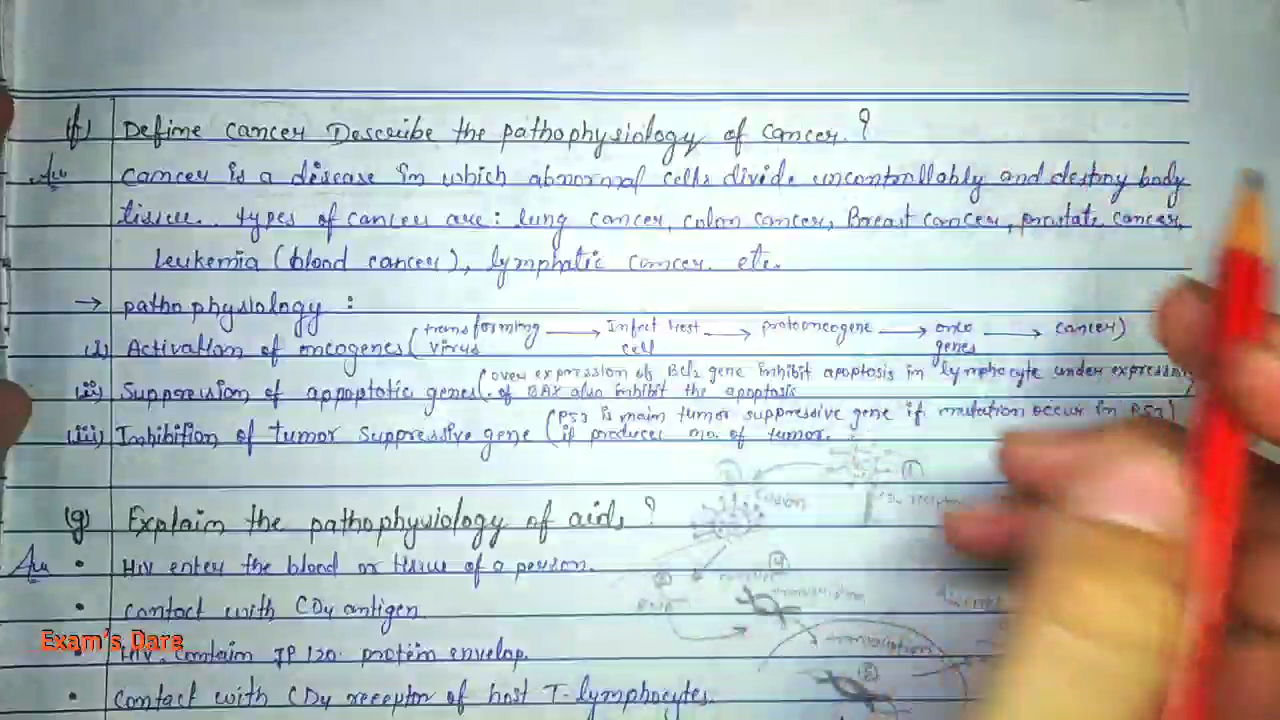 (f) Define cancer Describe the pathophysiology of cancer. ?
Ans cancer is a disease in which abnormal cells divide uncontrollably and destroy body
tissue. types of cancer are: lung cancer, colon cancer, Breast cancer, prostate cancer,
Leukemia (blood cancer), lymphatic cancer. etc.
→ pathophysiology :
(i) Activation of oncogenes (transforming virus → Infect host cell → protooncogene → onco genes → cancer)
(over expression of Bcl2 gene inhibit apoptosis in lymphocyte under expression
(ii) Suppression of appoptotic genes. of BAX also inhibit the apoptosis
(P53 is main tumor suppressive gene if mutation occur in P53)
(iii) Inhibition of tumor suppressive gene (it produces no. of tumor.
(g) Explain the pathophysiology of aids ?
Ans • HIV enter the blood or tissue of a person.
• contact with CD4 antigen
Exam's Dare
• HIV contain gp 120 protein envelop.
• contact with CD4 receptor of host T-lymphocytes.